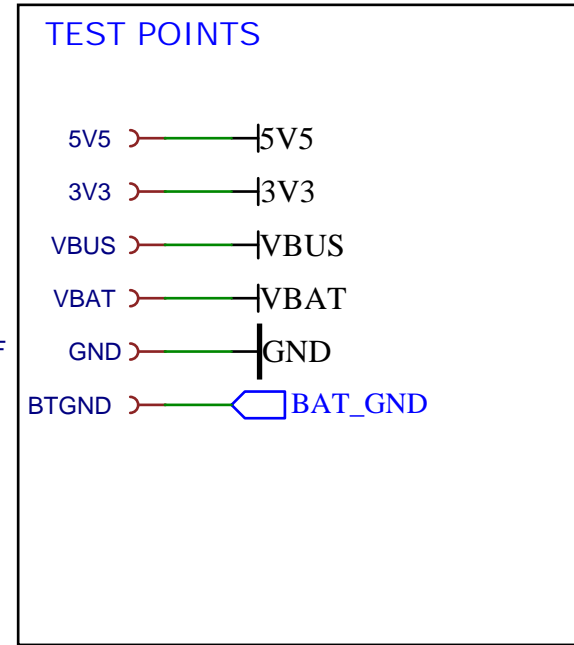 TEST POINTS
5V5 5V5
3V3 3V3
VBUS VBUS
VBAT VBAT
GND GND
BTGND BAT_GND